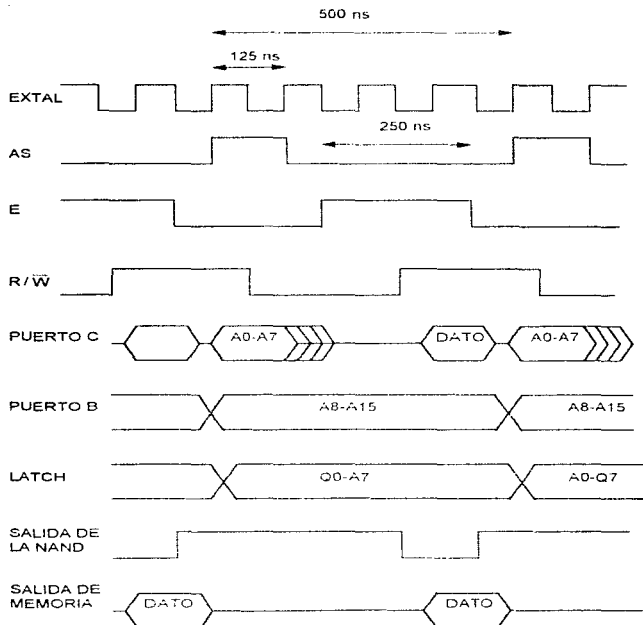 500 ns
125 ns
EXTAL
250 ns
AS
E
R / W̅
PUERTO C A0-A7 DATO A0-A7
PUERTO B A8-A15 A8-A15
LATCH Q0-A7 A0-Q7
SALIDA DE
LA NAND
SALIDA DE
MEMORIA DATO DATO